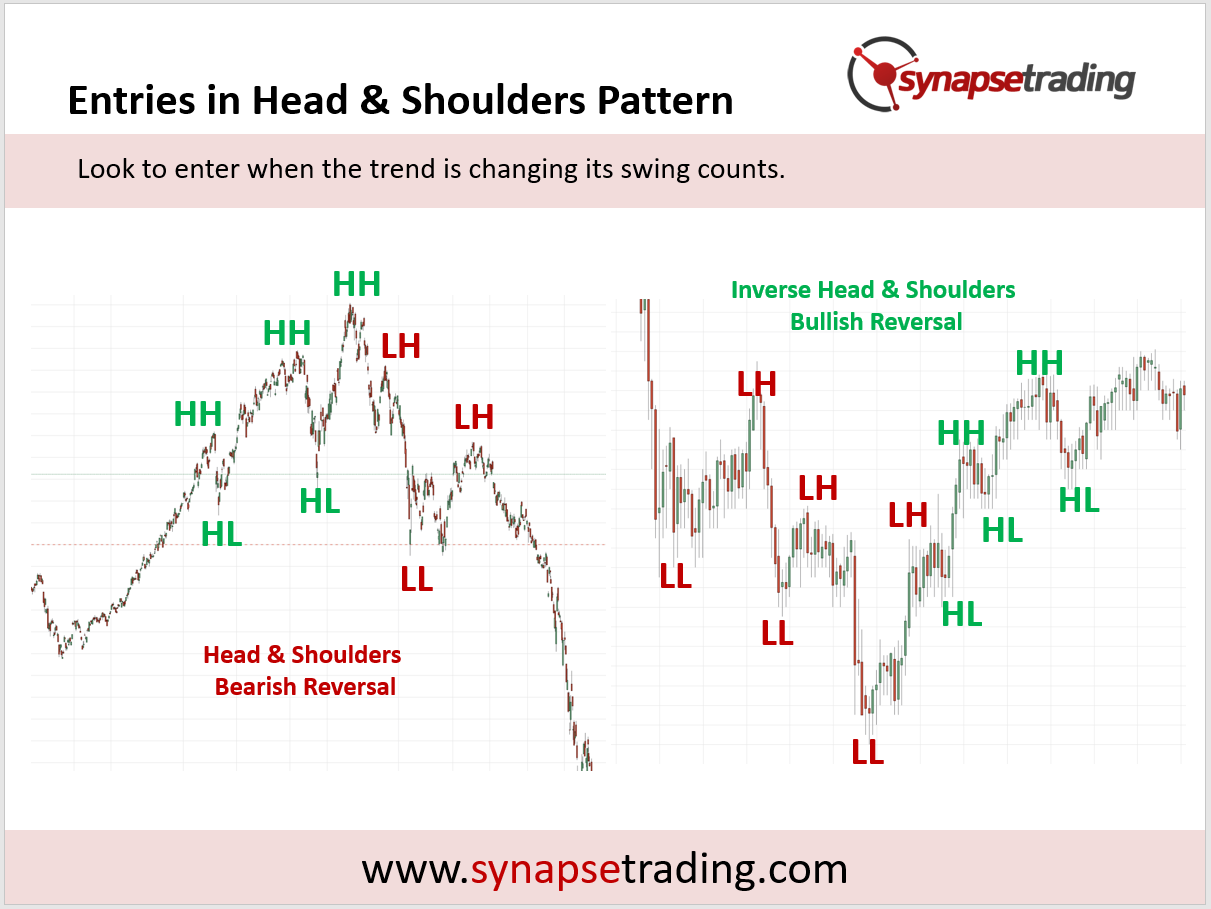 synapsetrading
Entries in Head & Shoulders Pattern
Look to enter when the trend is changing its swing counts.
HH
HH
LH
HH
LH
HL
HL
LL
Head & Shoulders
Bearish Reversal
Inverse Head & Shoulders
Bullish Reversal
HH
LH
HH
LH
HL
LH
HL
LL
HL
LL
LL
www.synapsetrading.com